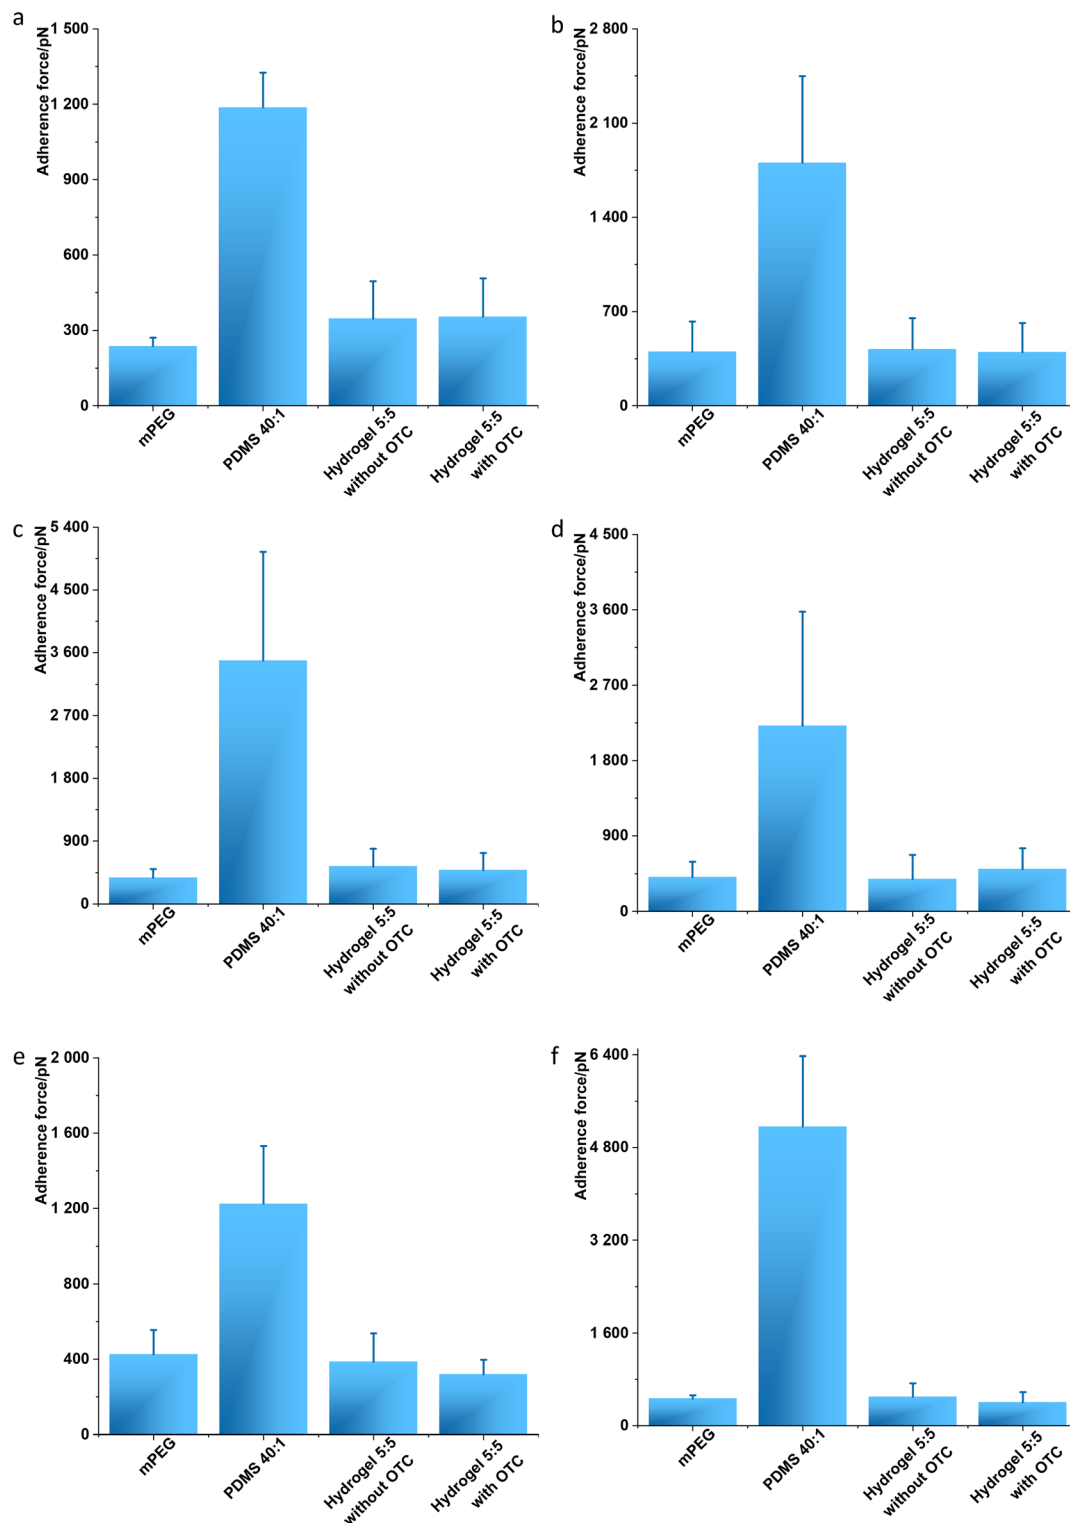 a
Adherence force/pN
1 500
1 200
900
600
300
0
mPEG
PDMS 40:1
Hydrogel 5:5
without OTC
Hydrogel 5:5
with OTC
b
Adherence force/pN
2 800
2 100
1 400
700
0
mPEG
PDMS 40:1
Hydrogel 5:5
without OTC
Hydrogel 5:5
with OTC
c
Adherence force/pN
5 400
4 500
3 600
2 700
1 800
900
0
mPEG
PDMS 40:1
Hydrogel 5:5
without OTC
Hydrogel 5:5
with OTC
d
Adherence force/pN
4 500
3 600
2 700
1 800
900
0
mPEG
PDMS 40:1
Hydrogel 5:5
without OTC
Hydrogel 5:5
with OTC
e
Adherence force/pN
2 000
1 600
1 200
800
400
0
mPEG
PDMS 40:1
Hydrogel 5:5
without OTC
Hydrogel 5:5
with OTC
f
Adherence force/pN
6 400
4 800
3 200
1 600
0
mPEG
PDMS 40:1
Hydrogel 5:5
without OTC
Hydrogel 5:5
with OTC